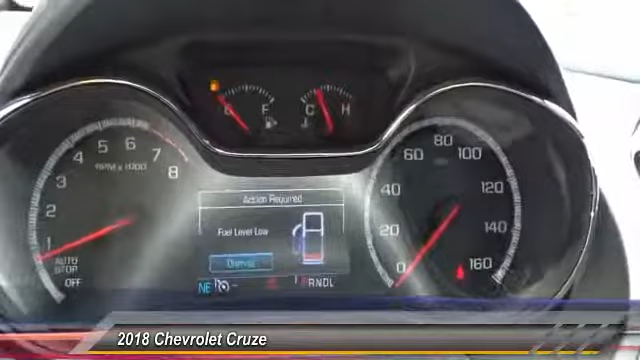 E F C H
RPM x 1000
1 2 3 4 5 6 7 8
AUTO
STOP
OFF
Action Required
Fuel Level Low
Dismiss
NE
RNDL
0 20 40 60 80 100 120 140 160
2018 Chevrolet Cruze